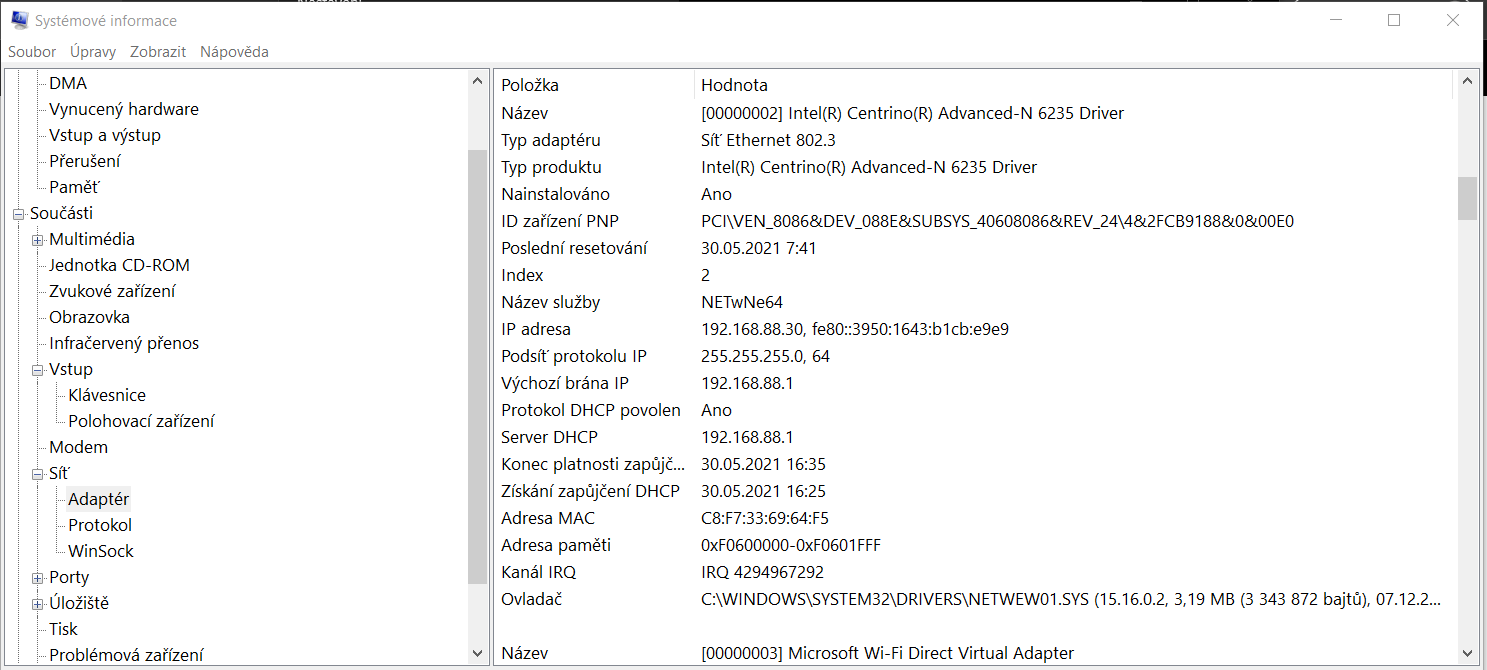 Systémové informace
Soubor Úpravy Zobrazit Nápověda
DMA
Vynucený hardware
Vstup a výstup
Přerušení
Paměť
Součásti
Multimédia
Jednotka CD-ROM
Zvukové zařízení
Obrazovka
Infračervený přenos
Vstup
Klávesnice
Polohovací zařízení
Modem
Síť
Adaptér
Protokol
WinSock
Porty
Úložiště
Tisk
Problémová zařízení
Položka Hodnota
Název [00000002] Intel(R) Centrino(R) Advanced-N 6235 Driver
Typ adaptéru Síť Ethernet 802.3
Typ produktu Intel(R) Centrino(R) Advanced-N 6235 Driver
Nainstalováno Ano
ID zařízení PNP PCI\VEN_8086&DEV_088E&SUBSYS_40608086&REV_24\4&2FCB9188&0&00E0
Poslední resetování 30.05.2021 7:41
Index 2
Název služby NETwNe64
IP adresa 192.168.88.30, fe80::3950:1643:b1cb:e9e9
Podsíť protokolu IP 255.255.255.0, 64
Výchozí brána IP 192.168.88.1
Protokol DHCP povolen Ano
Server DHCP 192.168.88.1
Konec platnosti zapůjč... 30.05.2021 16:35
Získání zapůjčení DHCP 30.05.2021 16:25
Adresa MAC C8:F7:33:69:64:F5
Adresa paměti 0xF0600000-0xF0601FFF
Kanál IRQ IRQ 4294967292
Ovladač C:\WINDOWS\SYSTEM32\DRIVERS\NETWEW01.SYS (15.16.0.2, 3,19 MB (3 343 872 bajtů), 07.12.2...
Název [00000003] Microsoft Wi-Fi Direct Virtual Adapter